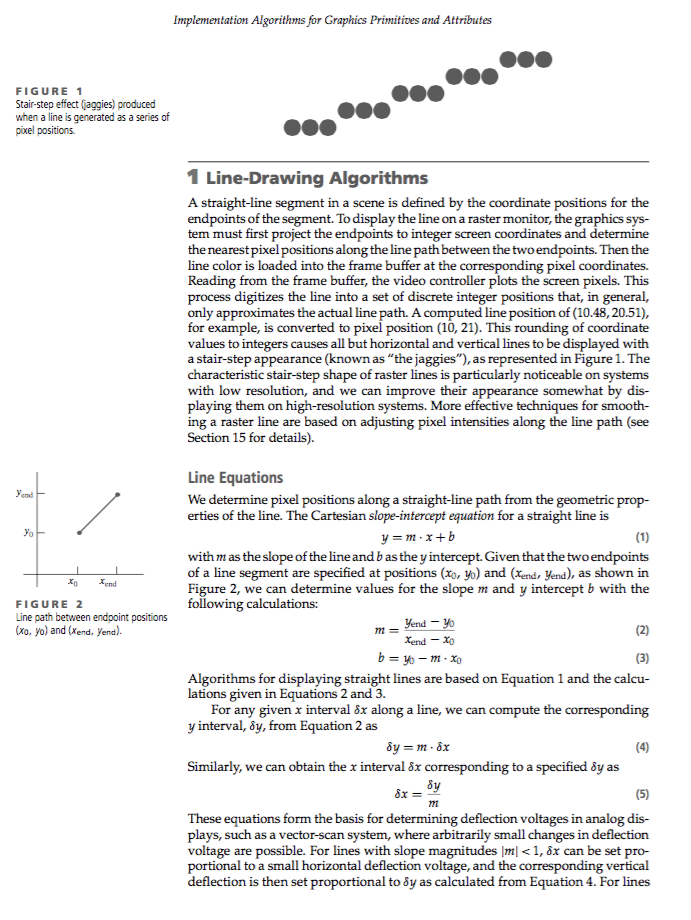 Implementation Algorithms for Graphics Primitives and Attributes
FIGURE 1
Stair-step effect (jaggies) produced
when a line is generated as a series of
pixel positions.
1 Line-Drawing Algorithms
A straight-line segment in a scene is defined by the coordinate positions for the
endpoints of the segment. To display the line on a raster monitor, the graphics sys-
tem must first project the endpoints to integer screen coordinates and determine
the nearest pixel positions along the line path between the two endpoints. Then the
line color is loaded into the frame buffer at the corresponding pixel coordinates.
Reading from the frame buffer, the video controller plots the screen pixels. This
process digitizes the line into a set of discrete integer positions that, in general,
only approximates the actual line path. A computed line position of (10.48, 20.51),
for example, is converted to pixel position (10, 21). This rounding of coordinate
values to integers causes all but horizontal and vertical lines to be displayed with
a stair-step appearance (known as “the jaggies”), as represented in Figure 1. The
characteristic stair-step shape of raster lines is particularly noticeable on systems
with low resolution, and we can improve their appearance somewhat by dis-
playing them on high-resolution systems. More effective techniques for smooth-
ing a raster line are based on adjusting pixel intensities along the line path (see
Section 15 for details).
Line Equations
We determine pixel positions along a straight-line path from the geometric prop-
erties of the line. The Cartesian slope-intercept equation for a straight line is
y = m · x + b (1)
with m as the slope of the line and b as the y intercept. Given that the two endpoints
of a line segment are specified at positions (x0, y0) and (xend, yend), as shown in
Figure 2, we can determine values for the slope m and y intercept b with the
following calculations:
m = yend − y0 / xend − x0 (2)
b = y0 − m · x0 (3)
yend
y0
x0 xend
FIGURE 2
Line path between endpoint positions
(x0, y0) and (xend, yend).
Algorithms for displaying straight lines are based on Equation 1 and the calcu-
lations given in Equations 2 and 3.
For any given x interval δx along a line, we can compute the corresponding
y interval, δy, from Equation 2 as
δy = m · δx (4)
Similarly, we can obtain the x interval δx corresponding to a specified δy as
δx = δy / m (5)
These equations form the basis for determining deflection voltages in analog dis-
plays, such as a vector-scan system, where arbitrarily small changes in deflection
voltage are possible. For lines with slope magnitudes |m| < 1, δx can be set pro-
portional to a small horizontal deflection voltage, and the corresponding vertical
deflection is then set proportional to δy as calculated from Equation 4. For lines